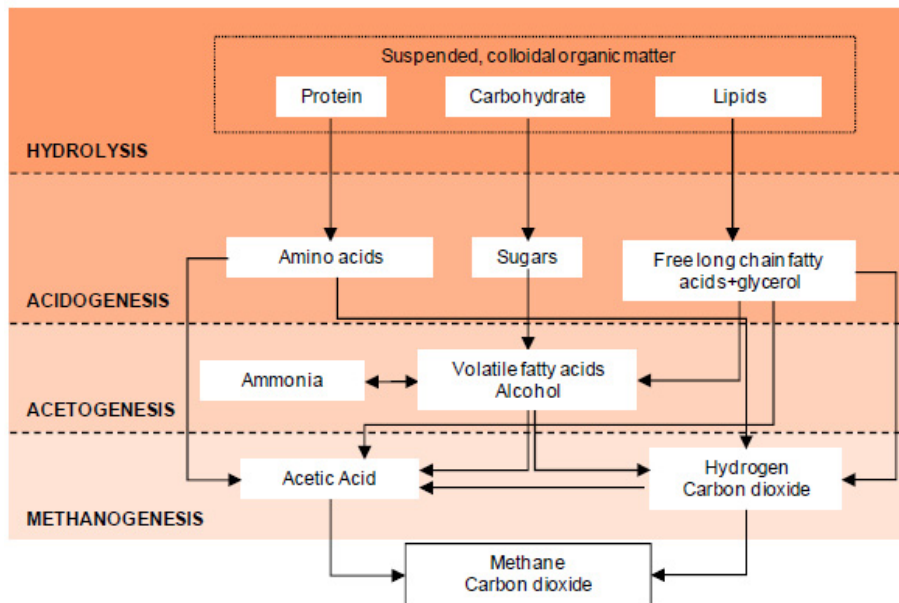 Suspended, colloidal organic matter
Protein
Carbohydrate
Lipids
HYDROLYSIS
Amino acids
Sugars
Free long chain fatty
acids+glycerol
ACIDOGENESIS
Ammonia
Volatile fatty acids
Alcohol
ACETOGENESIS
Acetic Acid
Hydrogen
Carbon dioxide
METHANOGENESIS
Methane
Carbon dioxide